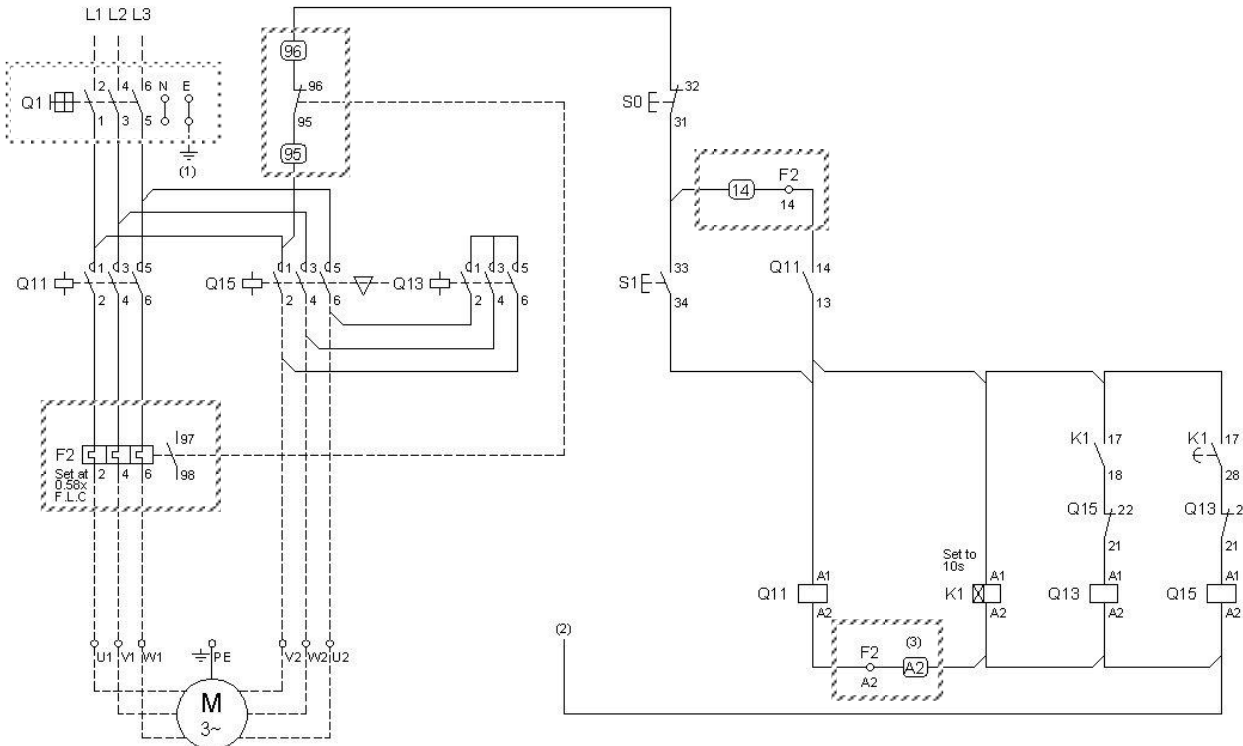 L1 L2 L3
96
2 4 6 N E
96
32
Q1
S0
1 3 5
95
31
(1)
95
F2
14
14
1 3 5
1 3 5
1 3 5
33
Q11 14
Q11
Q15
Q13
S1
2 4 6
2 4 6
2 4 6
34
13
97
F2
K1 17
K1 17
Set at
0.58x
F.L.C
2 4 6
98
18
28
Q15 22
Q13 2
21
21
Set to
10s
A1
A1
A1
A1
Q11
K1
Q13
Q15
A2
A2
A2
A2
(2)
(3)
F2
A2
A2
U1 V1 W1 PE V2 W2 U2
M
3~